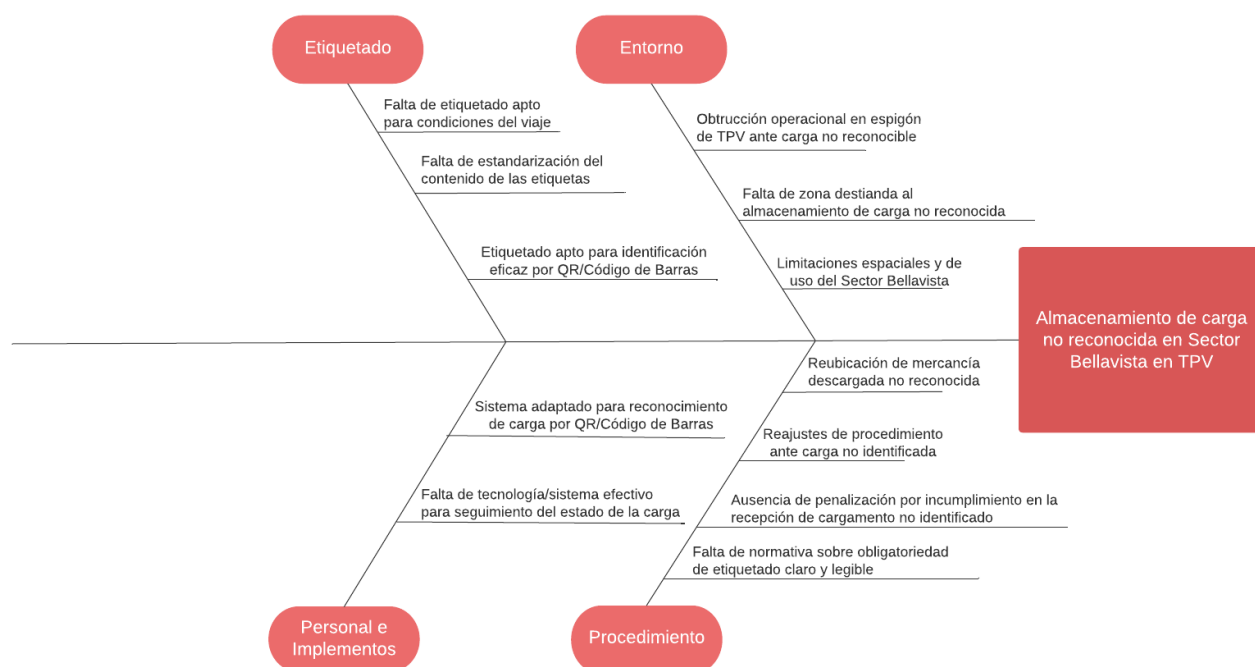 Etiquetado
Entorno
Falta de etiquetado apto
para condiciones del viaje
Falta de estandarización del
contenido de las etiquetas
Etiquetado apto para identificación
eficaz por QR/Código de Barras
Obtrucción operacional en espigón
de TPV ante carga no reconocible
Falta de zona destianda al
almacenamiento de carga no reconocida
Limitaciones espaciales y de
uso del Sector Bellavista
Almacenamiento de carga
no reconocida en Sector
Bellavista en TPV
Sistema adaptado para reconocimiento
de carga por QR/Código de Barras
Falta de tecnología/sistema efectivo
para seguimiento del estado de la carga
Reubicación de mercancía
descargada no reconocida
Reajustes de procedimiento
ante carga no identificada
Ausencia de penalización por incumplimiento en la
recepción de cargamento no identificado
Falta de normativa sobre obligatoriedad
de etiquetado claro y legible
Personal e
Implementos
Procedimiento